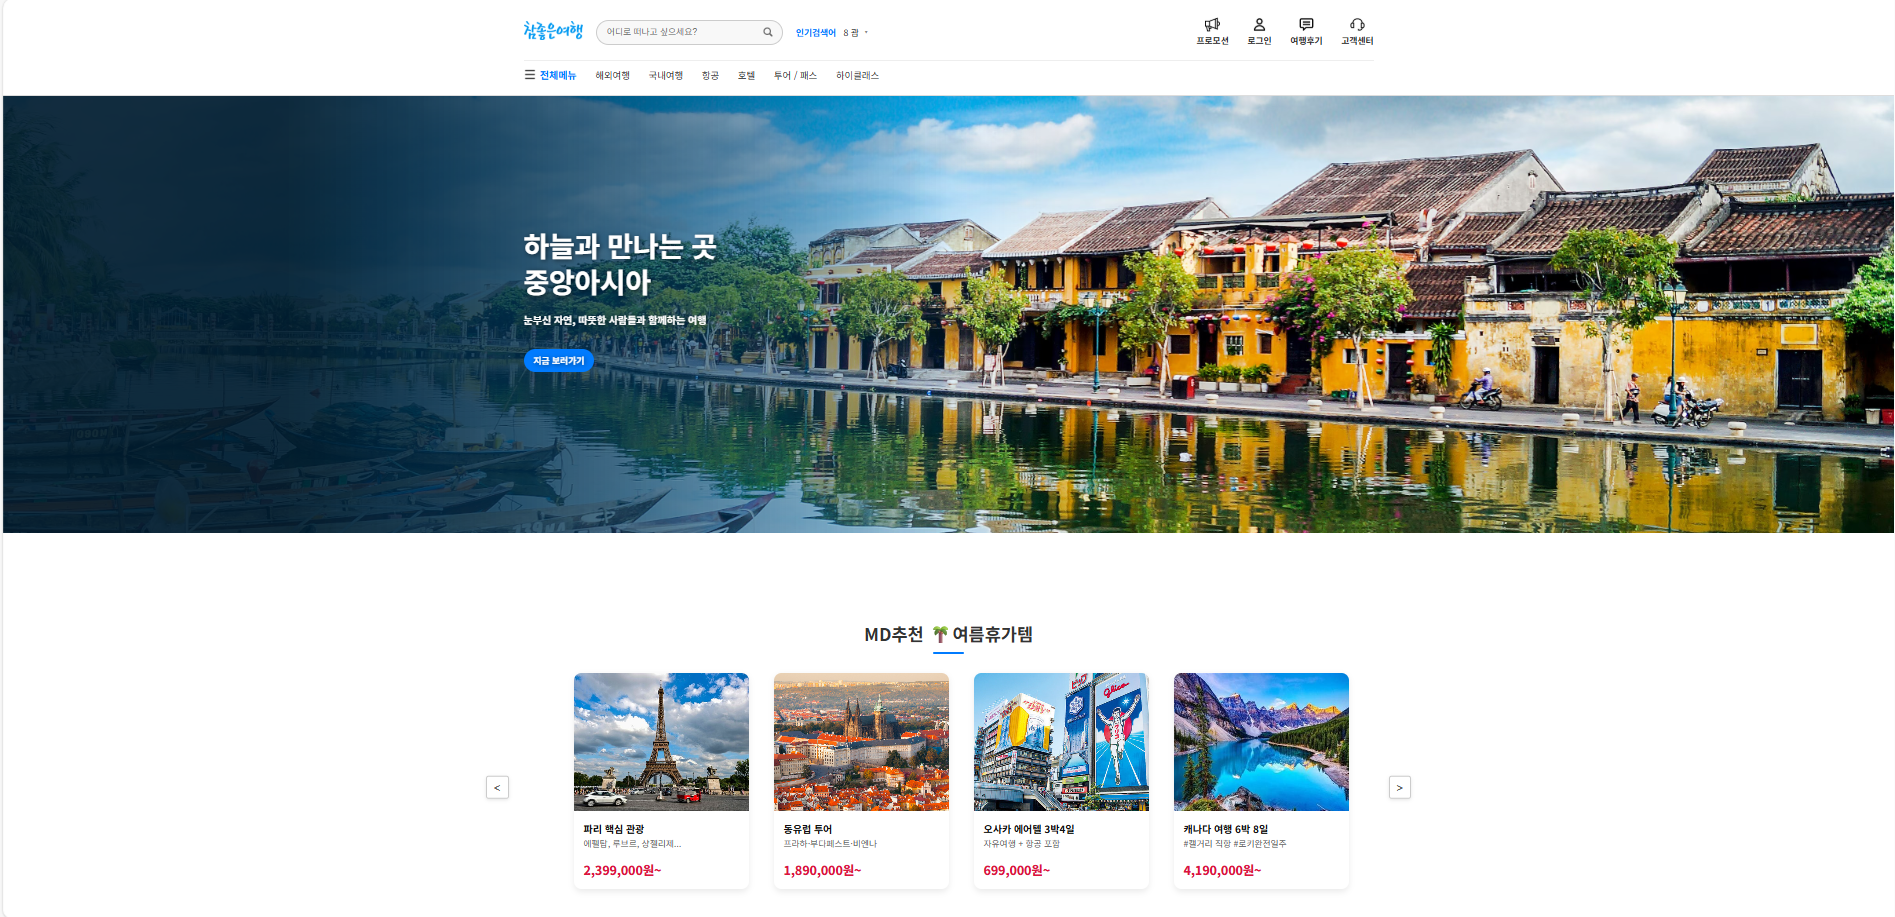 참좋은여행
어디로 떠나고 싶으세요?
인기검색어 8 괌
프로모션 로그인 여행후기 고객센터
전체메뉴 해외여행 국내여행 항공 호텔 투어 / 패스 하이클래스
하늘과 만나는 곳
중앙아시아
눈부신 자연, 따뜻한 사람들과 함께하는 여행
지금 보러가기
MD추천 🌴여름휴가템
Glico
<
>
파리 핵심 관광
에펠탑, 루브르, 샹젤리제...
2,399,000원~
동유럽 투어
프라하·부다페스트·비엔나
1,890,000원~
오사카 에어텔 3박4일
자유여행 + 항공 포함
699,000원~
캐나다 여행 6박 8일
#캘거리 직항 #로키완전일주
4,190,000원~